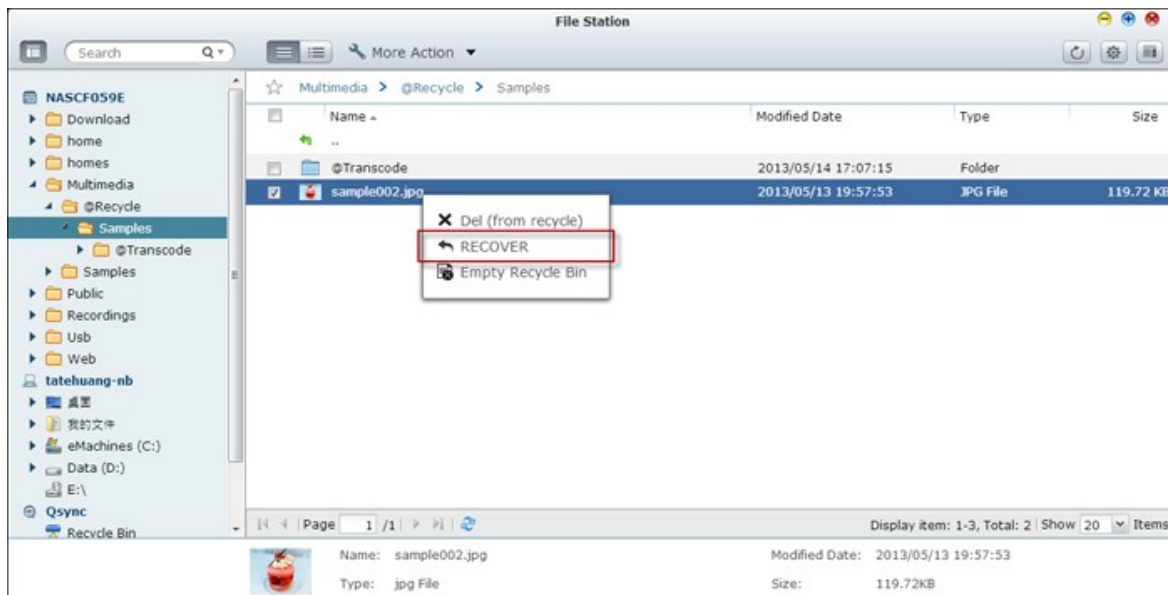 File Station
Search
More Action
NASCF059E
Download
home
homes
Multimedia
@Recycle
Samples
@Transcode
Samples
Public
Recordings
Usb
Web
tatehuang-nb
桌面
我的文件
eMachines (C:)
Data (D:)
E:\
Qsync
Recycle Bin
Multimedia > @Recycle > Samples
Name Modified Date Type Size
..
@Transcode 2013/05/14 17:07:15 Folder
sample002.jpg 2013/05/13 19:57:53 JPG File 119.72 KB
Del (from recycle)
RECOVER
Empty Recycle Bin
Page 1 /1 Display item: 1-3, Total: 2 Show 20 Items
Name: sample002.jpg Modified Date: 2013/05/13 19:57:53
Type: jpg File Size: 119.72KB